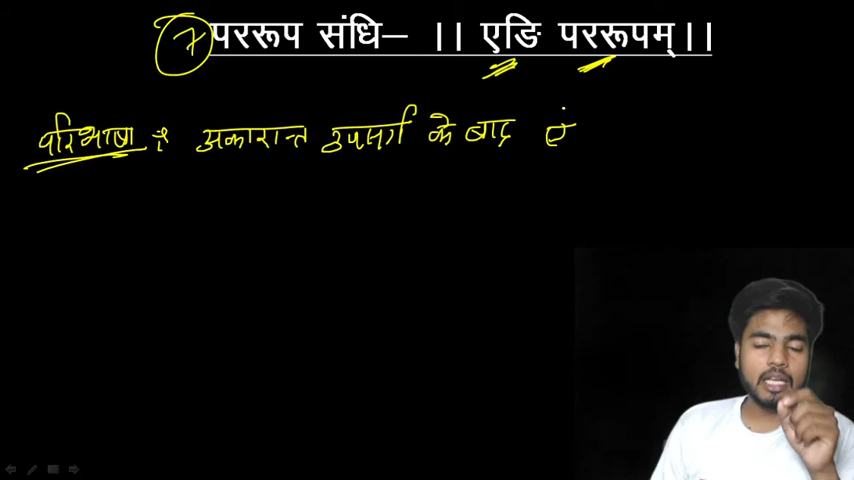 7 पररूप संधि– ।। एङि पररूपम्।।
परिभाषा : अकारान्त उपसर्ग के बाद एं